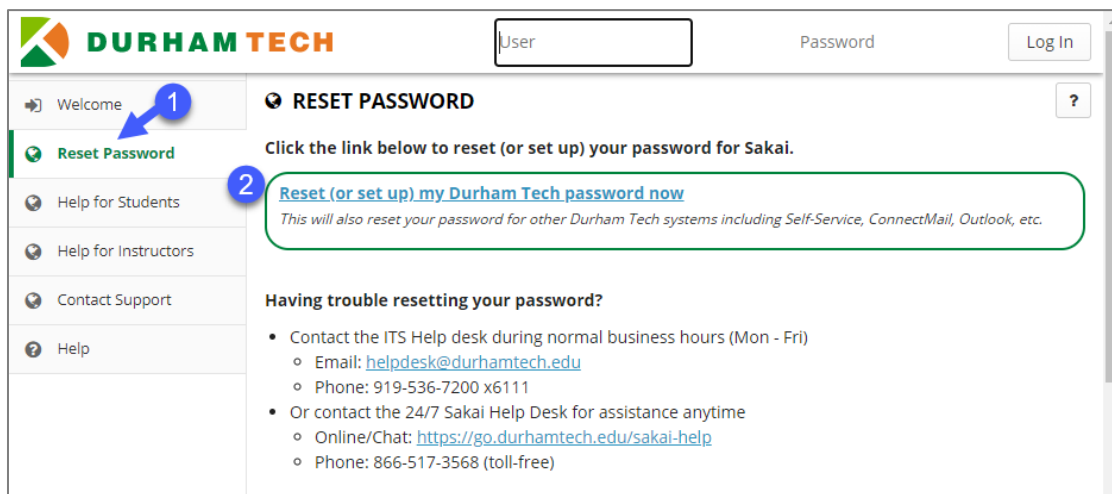 DURHAM TECH
User
Password
Log In
Welcome
1
Reset Password
Help for Students
Help for Instructors
Contact Support
Help
RESET PASSWORD
?
Click the link below to reset (or set up) your password for Sakai.
2
Reset (or set up) my Durham Tech password now
This will also reset your password for other Durham Tech systems including Self-Service, ConnectMail, Outlook, etc.
Having trouble resetting your password?
• Contact the ITS Help desk during normal business hours (Mon - Fri)
◦ Email: helpdesk@durhamtech.edu
◦ Phone: 919-536-7200 x6111
• Or contact the 24/7 Sakai Help Desk for assistance anytime
◦ Online/Chat: https://go.durhamtech.edu/sakai-help
◦ Phone: 866-517-3568 (toll-free)